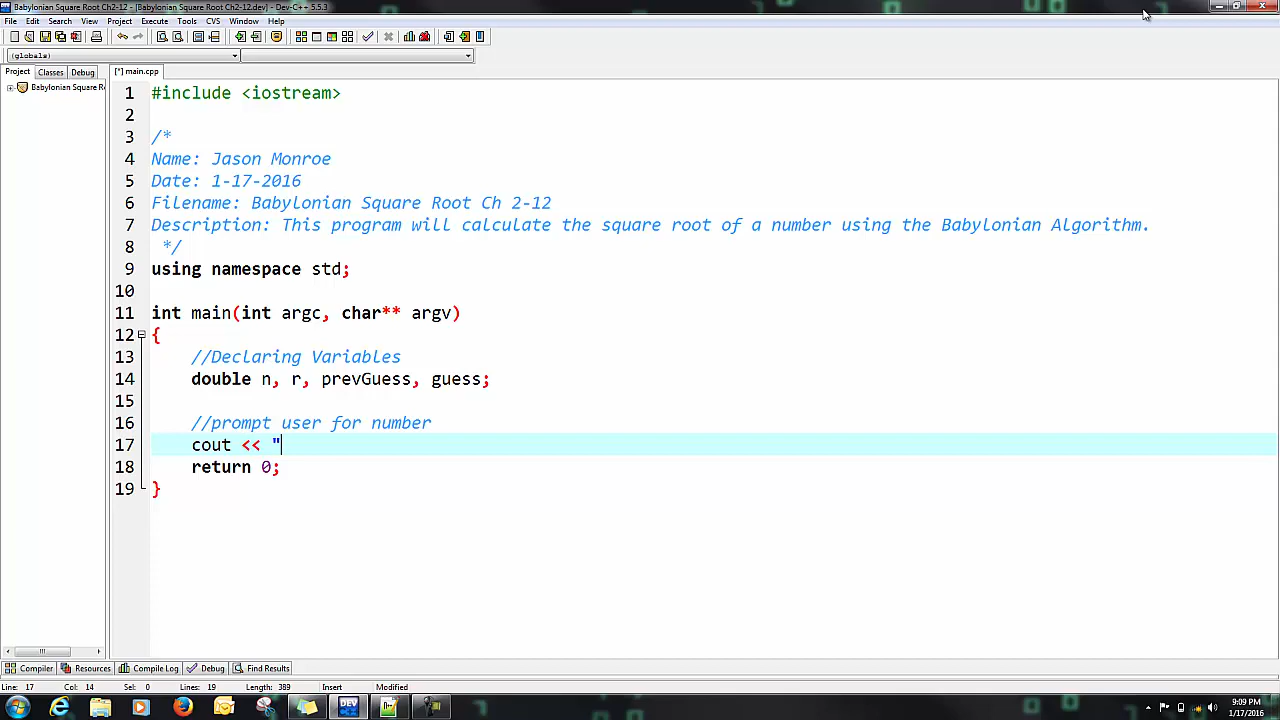 Babylonian Square Root Ch2-12 - [Babylonian Square Root Ch2-12.dev] - Dev-C++ 5.5.3
File Edit Search View Project Execute Tools CVS Window Help
(globals)
Project Classes Debug [*] main.cpp
Babylonian Square R
1 #include <iostream>
2
3 /*
4 Name: Jason Monroe
5 Date: 1-17-2016
6 Filename: Babylonian Square Root Ch 2-12
7 Description: This program will calculate the square root of a number using the Babylonian Algorithm.
8 */
9 using namespace std;
10
11 int main(int argc, char** argv)
12 {
13 //Declaring Variables
14 double n, r, prevGuess, guess;
15
16 //prompt user for number
17 cout << "
18 return 0;
19 }
Compiler Resources Compile Log Debug Find Results
Line: 17 Col: 14 Sel: 0 Lines: 19 Length: 389 Insert Modified
DEV
9:09 PM
1/17/2016